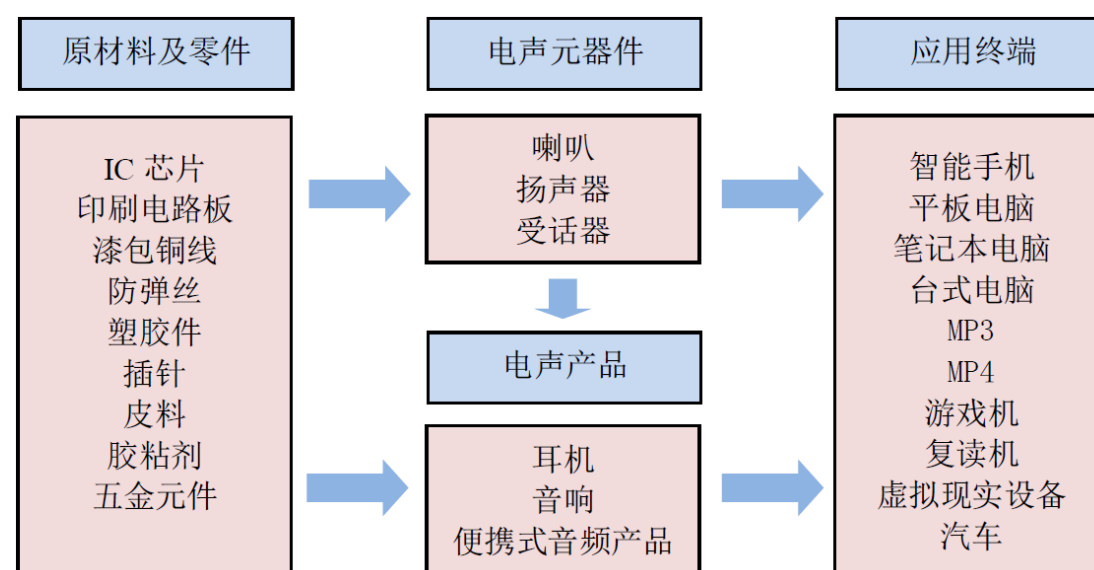 原材料及零件
IC 芯片
印刷电路板
漆包铜线
防弹丝
塑胶件
插针
皮料
胶粘剂
五金元件
电声元器件
喇叭
扬声器
受话器
电声产品
耳机
音响
便携式音频产品
应用终端
智能手机
平板电脑
笔记本电脑
台式电脑
MP3
MP4
游戏机
复读机
虚拟现实设备
汽车